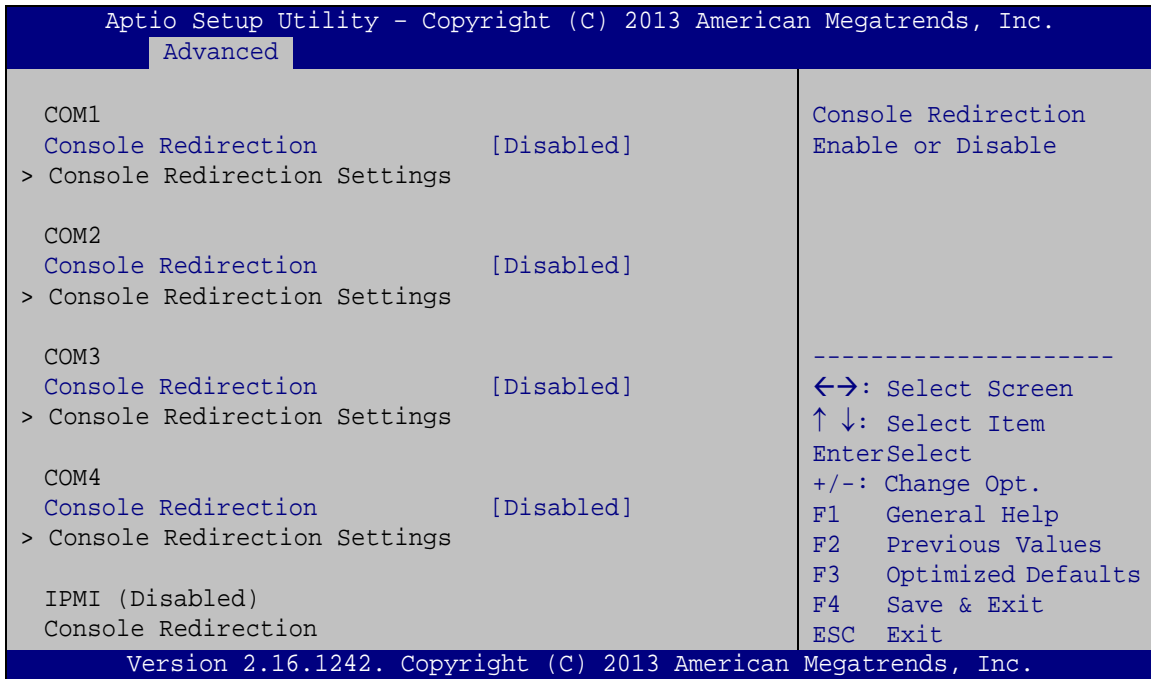 Aptio Setup Utility – Copyright (C) 2013 American Megatrends, Inc.
Advanced
COM1
Console Redirection [Disabled]
> Console Redirection Settings
COM2
Console Redirection [Disabled]
> Console Redirection Settings
COM3
Console Redirection [Disabled]
> Console Redirection Settings
COM4
Console Redirection [Disabled]
> Console Redirection Settings
IPMI (Disabled)
Console Redirection
Console Redirection
Enable or Disable
---------------------
←→: Select Screen
↑ ↓: Select Item
EnterSelect
+/-: Change Opt.
F1 General Help
F2 Previous Values
F3 Optimized Defaults
F4 Save & Exit
ESC Exit
Version 2.16.1242. Copyright (C) 2013 American Megatrends, Inc.